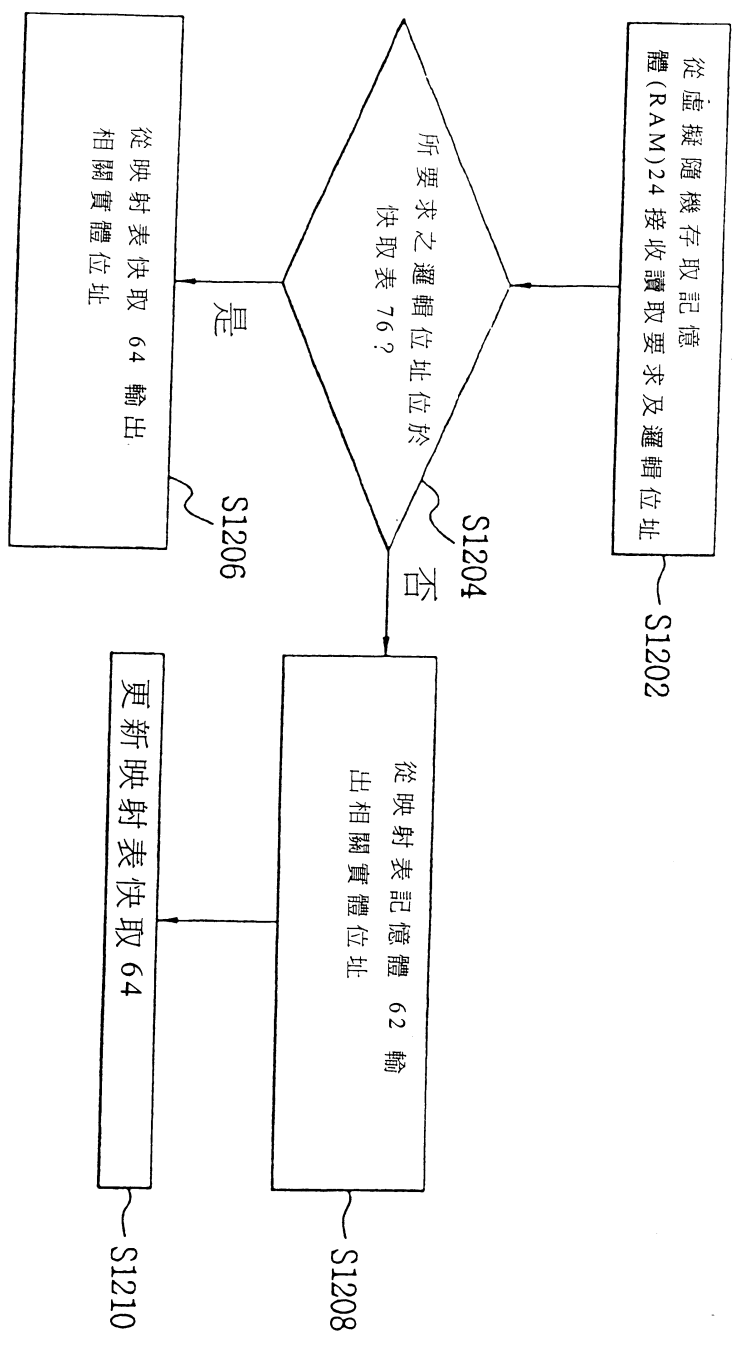 從虛擬隨機存取記憶
體(RAM)24接收讀取要求及邏輯位址
S1202
所要求之邏輯位址位於
快取表 76?
S1204
是
否
從映射表快取 64 輸出
相關實體位址
S1206
從映射表記憶體 62 輸
出相關實體位址
S1208
更新映射表快取64
S1210